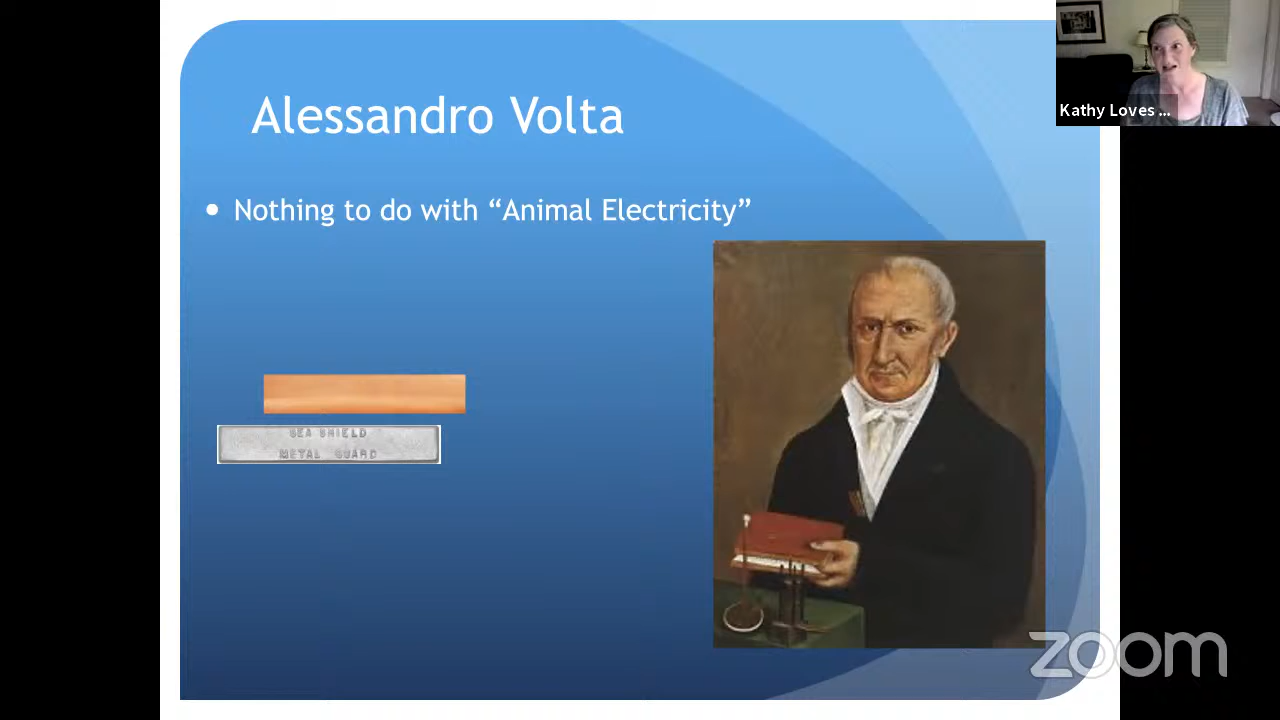 Alessandro Volta
Nothing to do with “Animal Electricity”
SEA SHIELD
METAL GUARD
Kathy Loves ...
zoom